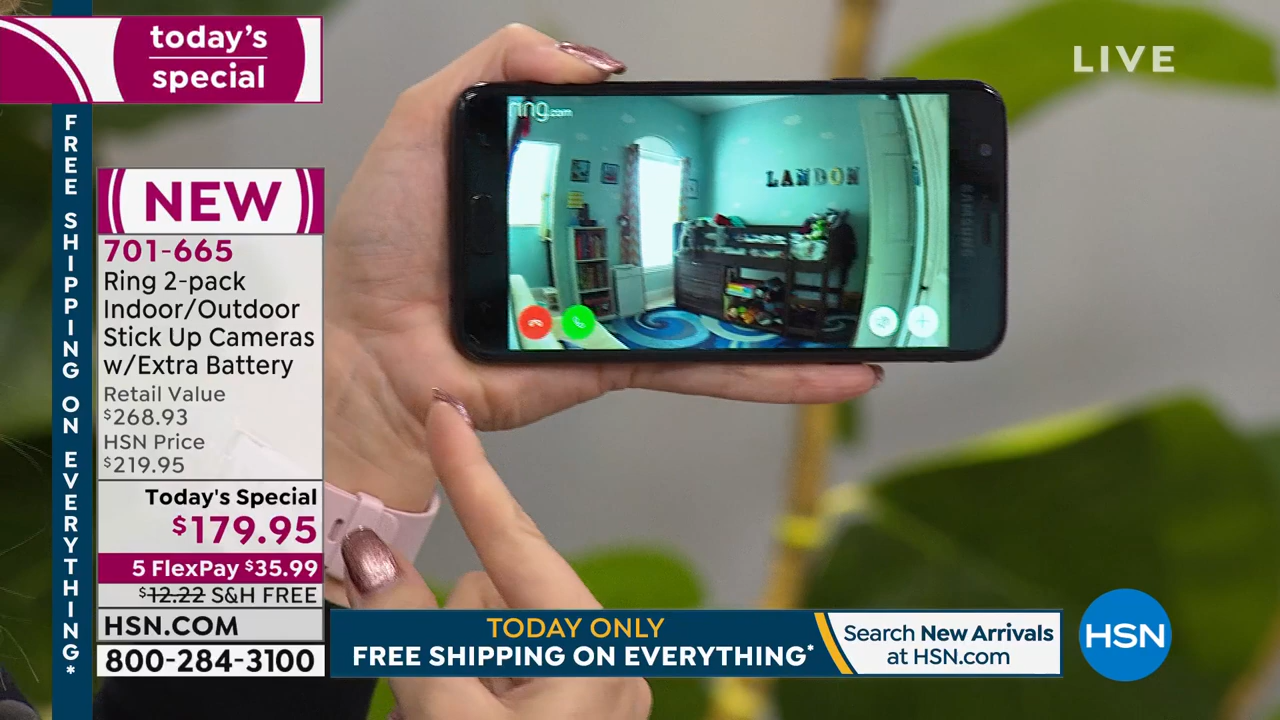 today's
special
FREE SHIPPING ON EVERYTHING*
NEW
701-665
Ring 2-pack
Indoor/Outdoor
Stick Up Cameras
w/Extra Battery
Retail Value
$268.93
HSN Price
$219.95
Today's Special
$179.95
5 FlexPay $35.99
$12.22 S&H FREE
HSN.COM
800-284-3100
LIVE
ring.com
LANDON
SAMSUNG
TODAY ONLY
FREE SHIPPING ON EVERYTHING*
Search New Arrivals
at HSN.com
HSN